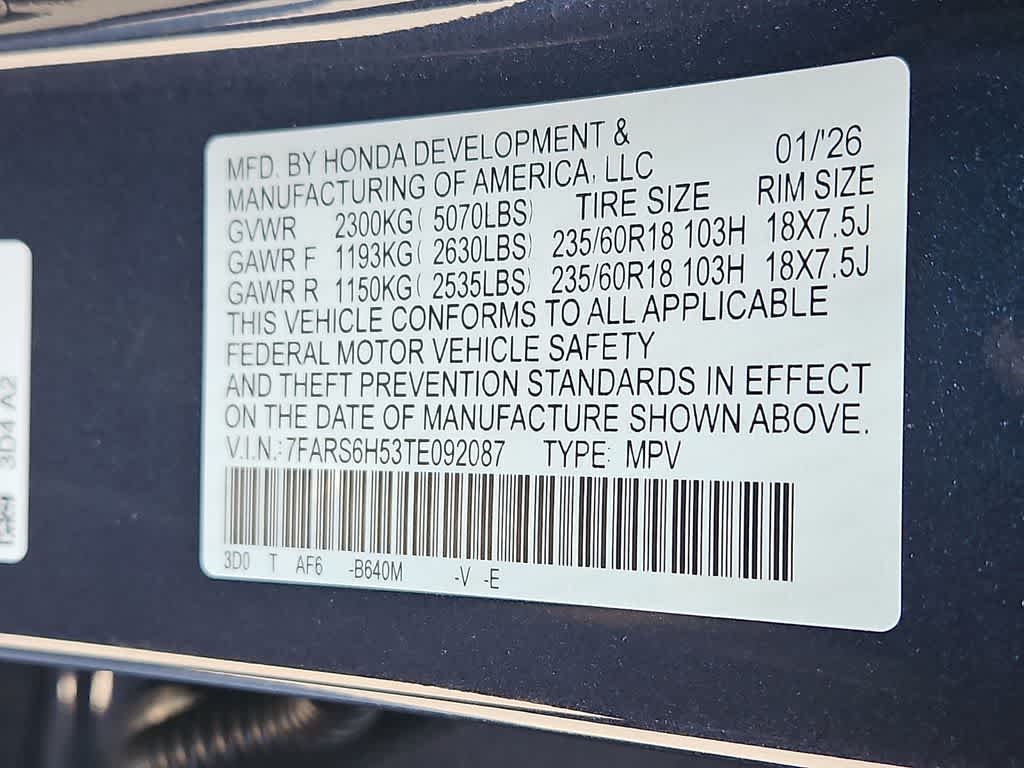 MFD. BY HONDA DEVELOPMENT &
MANUFACTURING OF AMERICA, LLC 01/'26
GVWR 2300KG( 5070LBS) TIRE SIZE RIM SIZE
GAWR F 1193KG( 2630LBS) 235/60R18 103H 18X7.5J
GAWR R 1150KG( 2535LBS) 235/60R18 103H 18X7.5J
THIS VEHICLE CONFORMS TO ALL APPLICABLE
FEDERAL MOTOR VEHICLE SAFETY
AND THEFT PREVENTION STANDARDS IN EFFECT
ON THE DATE OF MANUFACTURE SHOWN ABOVE.
V.I.N.:7FARS6H53TE092087 TYPE: MPV
3D0 T AF6 -B640M -V -E
3D4 A2